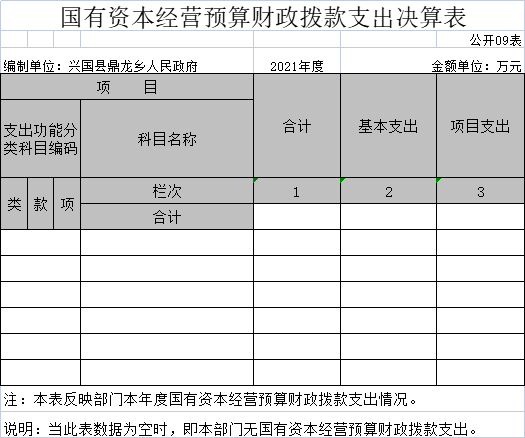 国有资本经营预算财政拨款支出决算表
公开09表
编制单位：兴国县鼎龙乡人民政府 2021年度 金额单位：万元
项 目 合计 基本支出 项目支出
支出功能分类科目编码 科目名称
类 款 项 栏次 1 2 3
合计
注：本表反映部门本年度国有资本经营预算财政拨款支出情况。
说明：当此表数据为空时，即本部门无国有资本经营预算财政拨款支出。